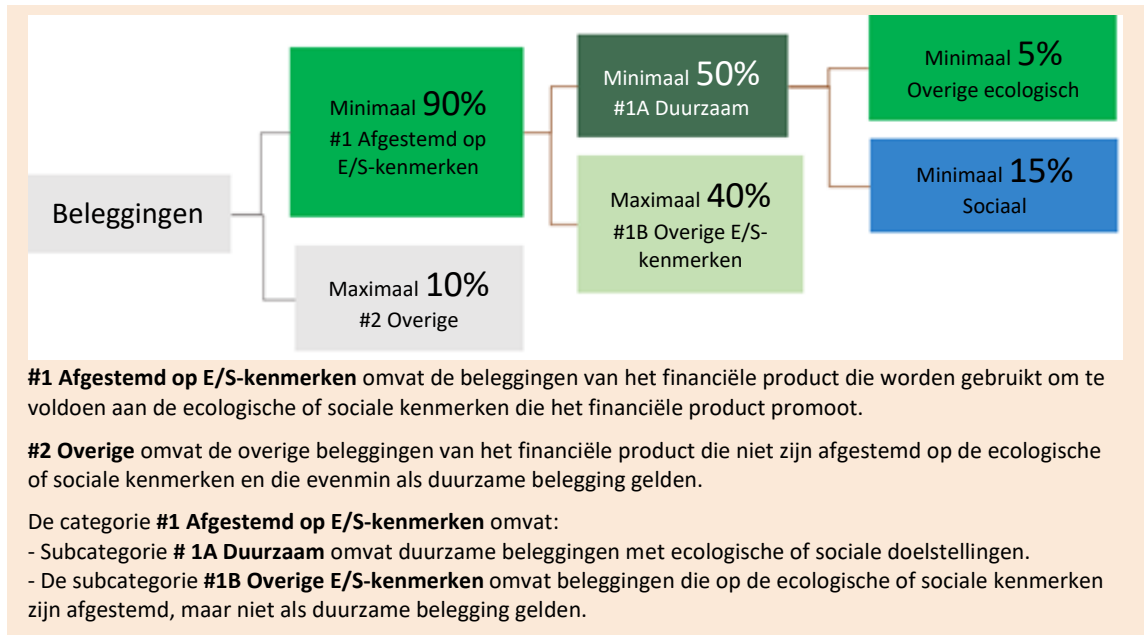 Beleggingen
Minimaal 90%
#1 Afgestemd op
E/S-kenmerken
Maximaal 10%
#2 Overige
Minimaal 50%
#1A Duurzaam
Maximaal 40%
#1B Overige E/S-
kenmerken
Minimaal 5%
Overige ecologisch
Minimaal 15%
Sociaal
#1 Afgestemd op E/S-kenmerken omvat de beleggingen van het financiële product die worden gebruikt om te
voldoen aan de ecologische of sociale kenmerken die het financiële product promoot.
#2 Overige omvat de overige beleggingen van het financiële product die niet zijn afgestemd op de ecologische
of sociale kenmerken en die evenmin als duurzame belegging gelden.
De categorie #1 Afgestemd op E/S-kenmerken omvat:
- Subcategorie # 1A Duurzaam omvat duurzame beleggingen met ecologische of sociale doelstellingen.
- De subcategorie #1B Overige E/S-kenmerken omvat beleggingen die op de ecologische of sociale kenmerken
zijn afgestemd, maar niet als duurzame belegging gelden.